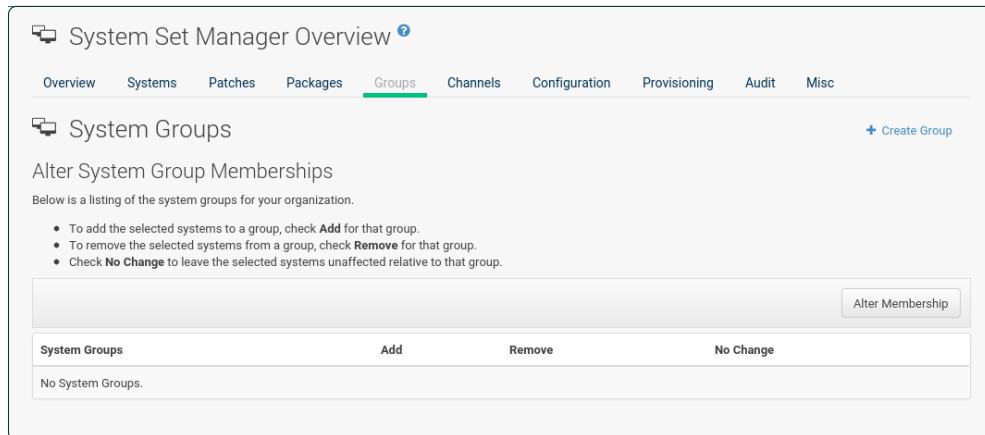 System Set Manager Overview ?
Overview Systems Patches Packages Groups Channels Configuration Provisioning Audit Misc
System Groups
+ Create Group
Alter System Group Memberships
Below is a listing of the system groups for your organization.
• To add the selected systems to a group, check Add for that group.
• To remove the selected systems from a group, check Remove for that group.
• Check No Change to leave the selected systems unaffected relative to that group.
Alter Membership
System Groups Add Remove No Change
No System Groups.